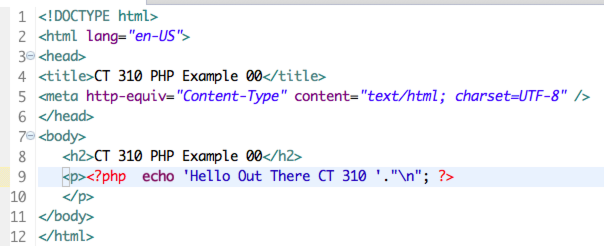 1 <!DOCTYPE html>
2 <html lang="en-US">
3 <head>
4 <title>CT 310 PHP Example 00</title>
5 <meta http-equiv="Content-Type" content="text/html; charset=UTF-8" />
6 </head>
7 <body>
8 <h2>CT 310 PHP Example 00</h2>
9 <p><?php  echo 'Hello Out There CT 310 '."\n"; ?>
10 </p>
11 </body>
12 </html>